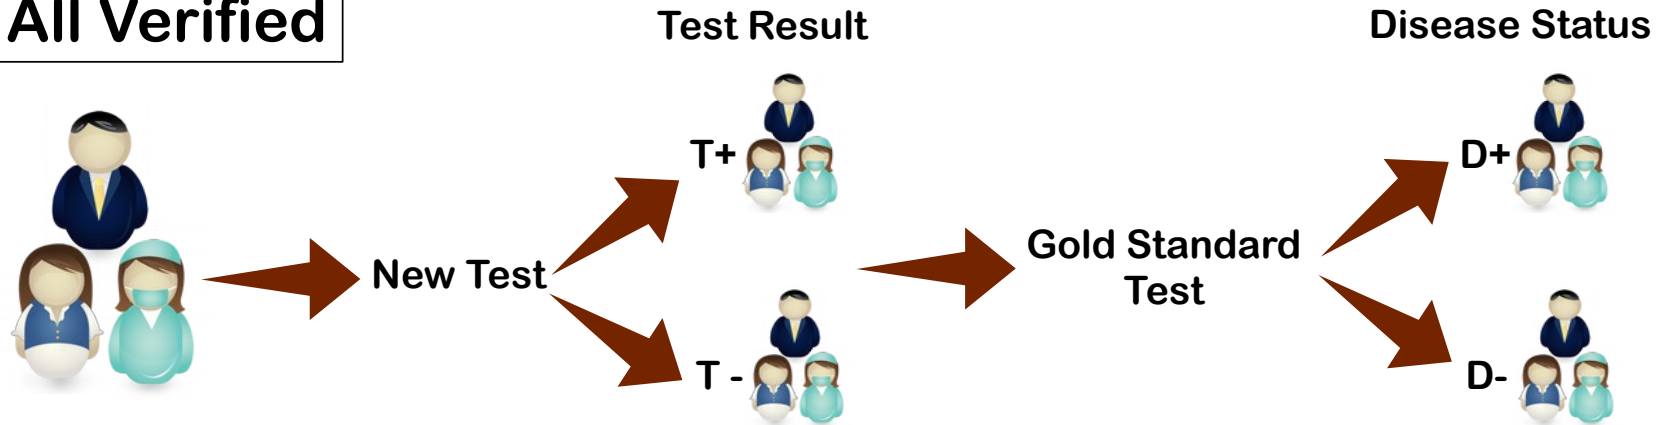 All Verified
Test Result
Disease Status
T+
D+
New Test
Gold Standard
Test
T -
D-